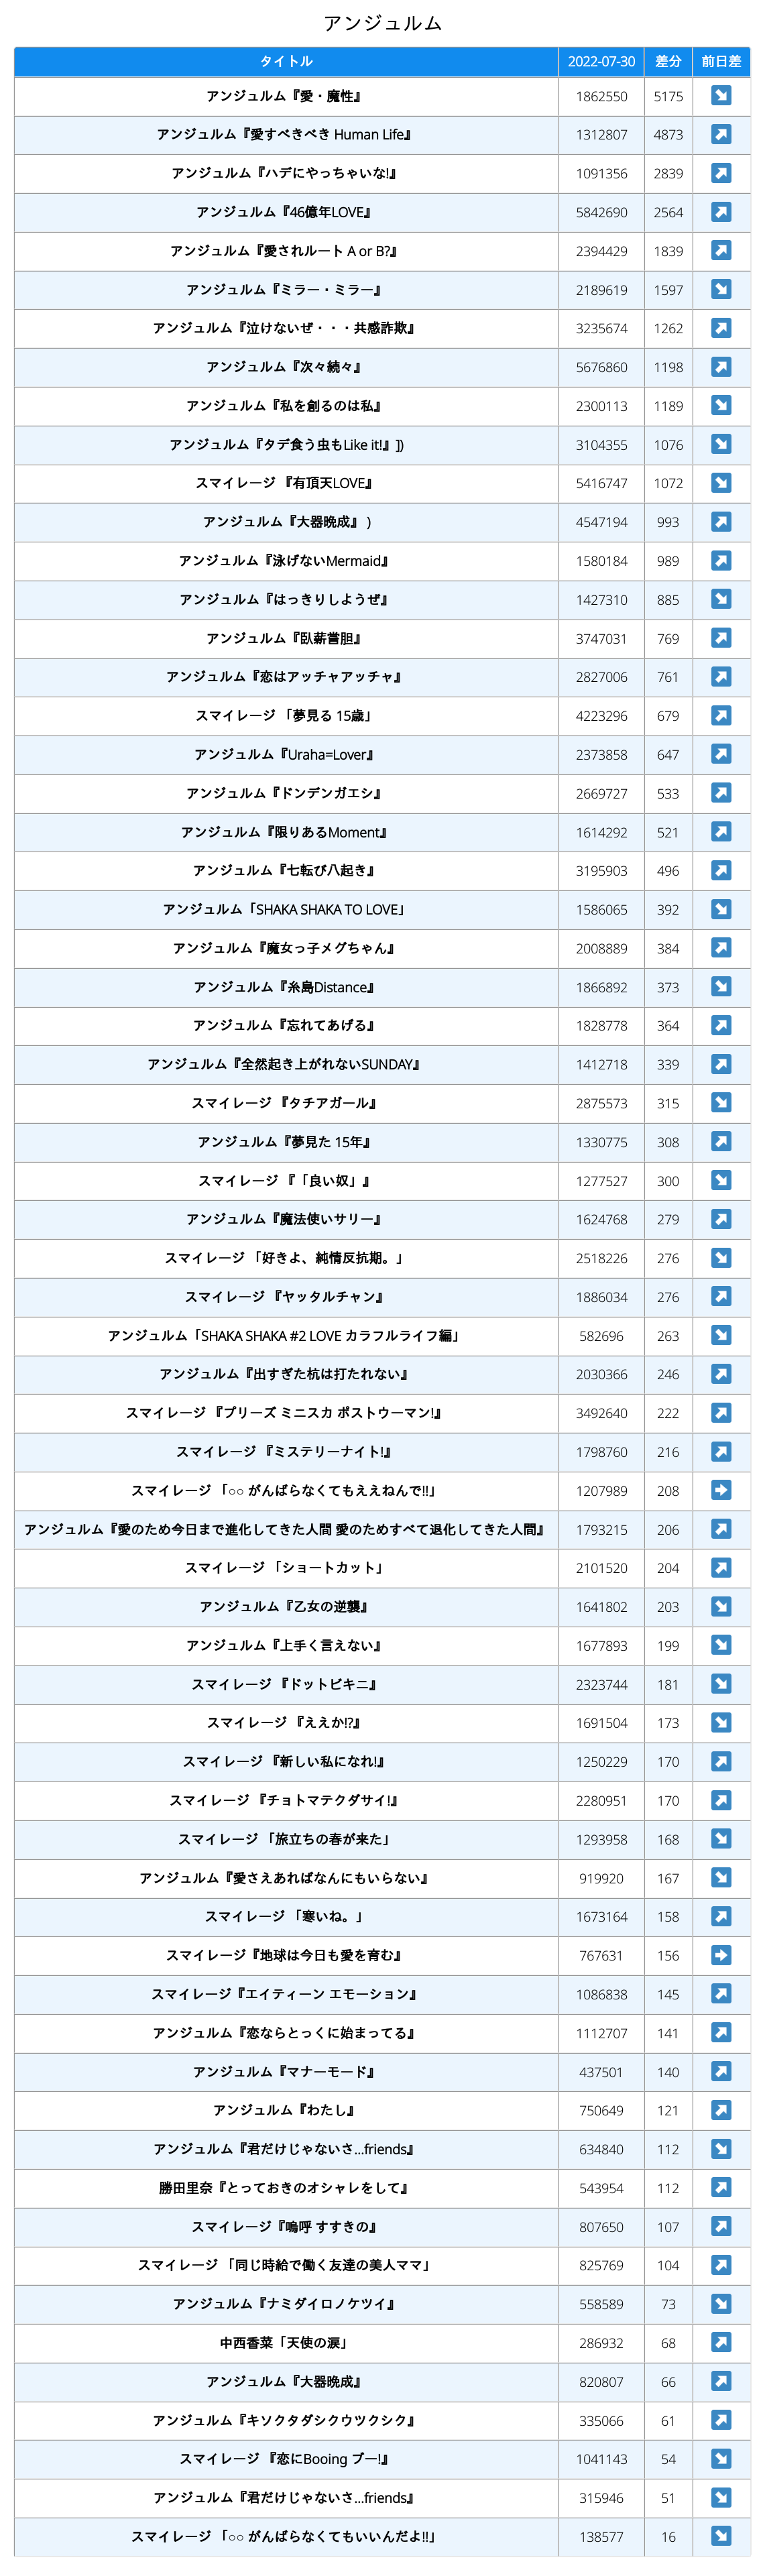 アンジュルム
タイトル 2022-07-30 差分 前日差
アンジュルム『愛・魔性』 1862550 5175 ↘
アンジュルム『愛すべきべき Human Life』 1312807 4873 ↗
アンジュルム『ハデにやっちゃいな!』 1091356 2839 ↗
アンジュルム『46億年LOVE』 5842690 2564 ↗
アンジュルム『愛されルート A or B?』 2394429 1839 ↗
アンジュルム『ミラー・ミラー』 2189619 1597 ↘
アンジュルム『泣けないぜ・・・共感詐欺』 3235674 1262 ↗
アンジュルム『次々続々』 5676860 1198 ↗
アンジュルム『私を創るのは私』 2300113 1189 ↘
アンジュルム『タデ食う虫もLike it!』]) 3104355 1076 ↘
スマイレージ 『有頂天LOVE』 5416747 1072 ↘
アンジュルム『大器晩成』 ) 4547194 993 ↗
アンジュルム『泳げないMermaid』 1580184 989 ↗
アンジュルム『はっきりしようぜ』 1427310 885 ↘
アンジュルム『臥薪嘗胆』 3747031 769 ↗
アンジュルム『恋はアッチャアッチャ』 2827006 761 ↗
スマイレージ 「夢見る 15歳」 4223296 679 ↗
アンジュルム『Uraha=Lover』 2373858 647 ↗
アンジュルム『ドンデンガエシ』 2669727 533 ↗
アンジュルム『限りあるMoment』 1614292 521 ↗
アンジュルム『七転び八起き』 3195903 496 ↗
アンジュルム「SHAKA SHAKA TO LOVE」 1586065 392 ↘
アンジュルム『魔女っ子メグちゃん』 2008889 384 ↗
アンジュルム『糸島Distance』 1866892 373 ↘
アンジュルム『忘れてあげる』 1828778 364 ↗
アンジュルム『全然起き上がれないSUNDAY』 1412718 339 ↗
スマイレージ 『タチアガール』 2875573 315 ↘
アンジュルム『夢見た 15年』 1330775 308 ↗
スマイレージ 『「良い奴」』 1277527 300 ↘
アンジュルム『魔法使いサリー』 1624768 279 ↗
スマイレージ 「好きよ、純情反抗期。」 2518226 276 ↘
スマイレージ 『ヤッタルチャン』 1886034 276 ↗
アンジュルム「SHAKA SHAKA #2 LOVE カラフルライフ編」 582696 263 ↘
アンジュルム『出すぎた杭は打たれない』 2030366 246 ↗
スマイレージ 『プリーズ ミニスカ ポストウーマン!』 3492640 222 ↗
スマイレージ 『ミステリーナイト!』 1798760 216 ↗
スマイレージ 「○○ がんばらなくてもええねんで!!」 1207989 208 →
アンジュルム『愛のため今日まで進化してきた人間 愛のためすべて退化してきた人間』 1793215 206 ↗
スマイレージ 「ショートカット」 2101520 204 ↗
アンジュルム『乙女の逆襲』 1641802 203 ↘
アンジュルム『上手く言えない』 1677893 199 ↘
スマイレージ 『ドットビキニ』 2323744 181 ↘
スマイレージ 『ええか!?』 1691504 173 ↘
スマイレージ 『新しい私になれ!』 1250229 170 ↗
スマイレージ 『チョトマテクダサイ!』 2280951 170 ↗
スマイレージ 「旅立ちの春が来た」 1293958 168 ↘
アンジュルム『愛さえあればなんにもいらない』 919920 167 ↘
スマイレージ 「寒いね。」 1673164 158 ↗
スマイレージ『地球は今日も愛を育む』 767631 156 →
スマイレージ『エイティーン エモーション』 1086838 145 ↗
アンジュルム『恋ならとっくに始まってる』 1112707 141 ↗
アンジュルム『マナーモード』 437501 140 ↗
アンジュルム『わたし』 750649 121 ↗
アンジュルム『君だけじゃないさ...friends』 634840 112 ↘
勝田里奈『とっておきのオシャレをして』 543954 112 ↗
スマイレージ『嗚呼 すすきの』 807650 107 ↗
スマイレージ 「同じ時給で働く友達の美人ママ」 825769 104 ↗
アンジュルム『ナミダイロノケツイ』 558589 73 ↘
中西香菜「天使の涙」 286932 68 ↗
アンジュルム『大器晩成』 820807 66 ↗
アンジュルム『キソクタダシクウツクシク』 335066 61 ↗
スマイレージ 『恋にBooing ブー!』 1041143 54 ↘
アンジュルム『君だけじゃないさ...friends』 315946 51 ↘
スマイレージ 「○○ がんばらなくてもいいんだよ!!」 138577 16 ↘